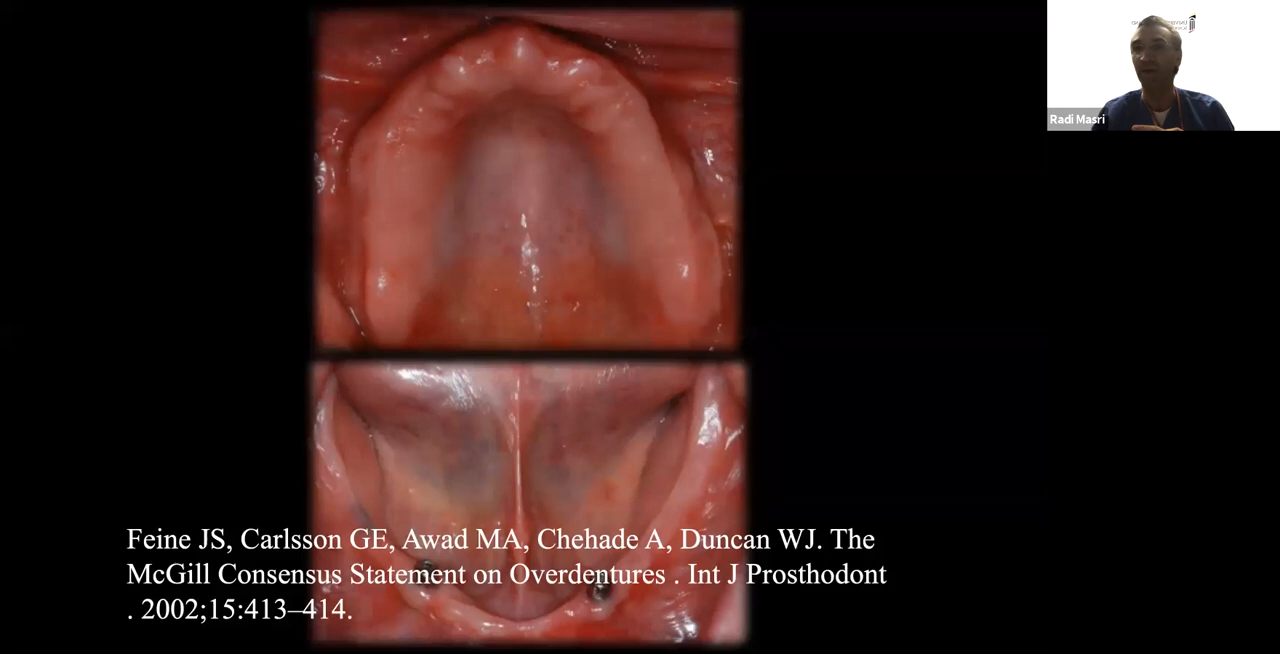 Radi Masri
Feine JS, Carlsson GE, Awad MA, Chehade A, Duncan WJ. The
McGill Consensus Statement on Overdentures . Int J Prosthodont
. 2002;15:413–414.